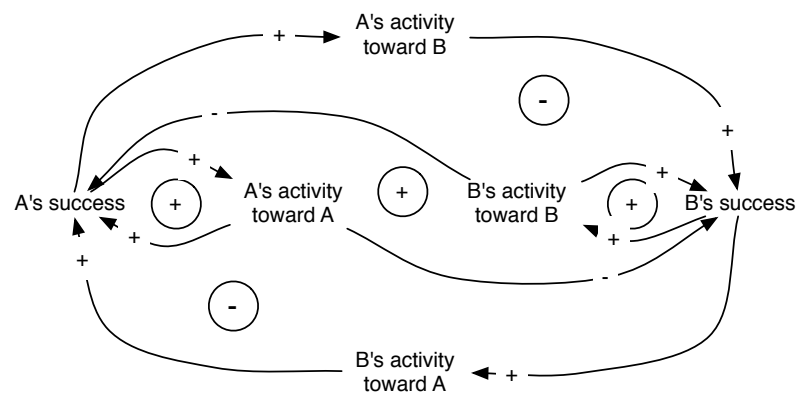 A's activity
toward B
+
-
+
-
+
+
A's success
+
A's activity
toward A
+
B's activity
toward B
+
B's success
+
+
+
-
-
B's activity
toward A
+